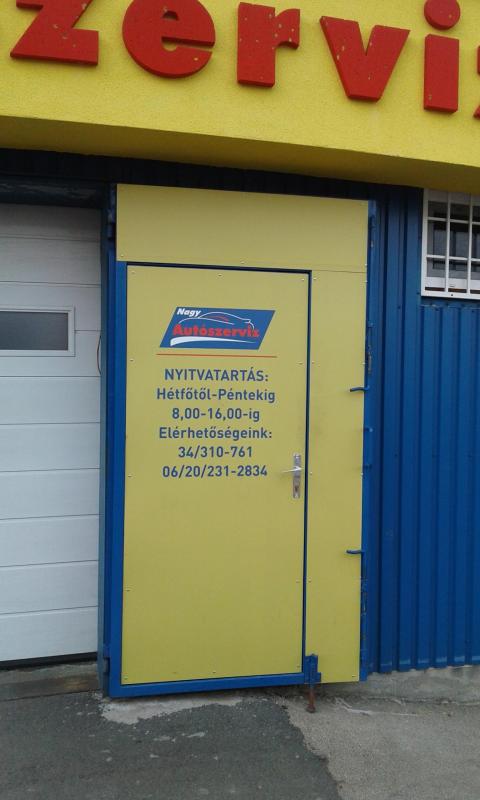 zerviz
Nagy
Autószerviz
NYITVATARTÁS:
Hétfőtől-Péntekig
8,00-16,00-ig
Elérhetőségeink:
34/310-761
06/20/231-2834